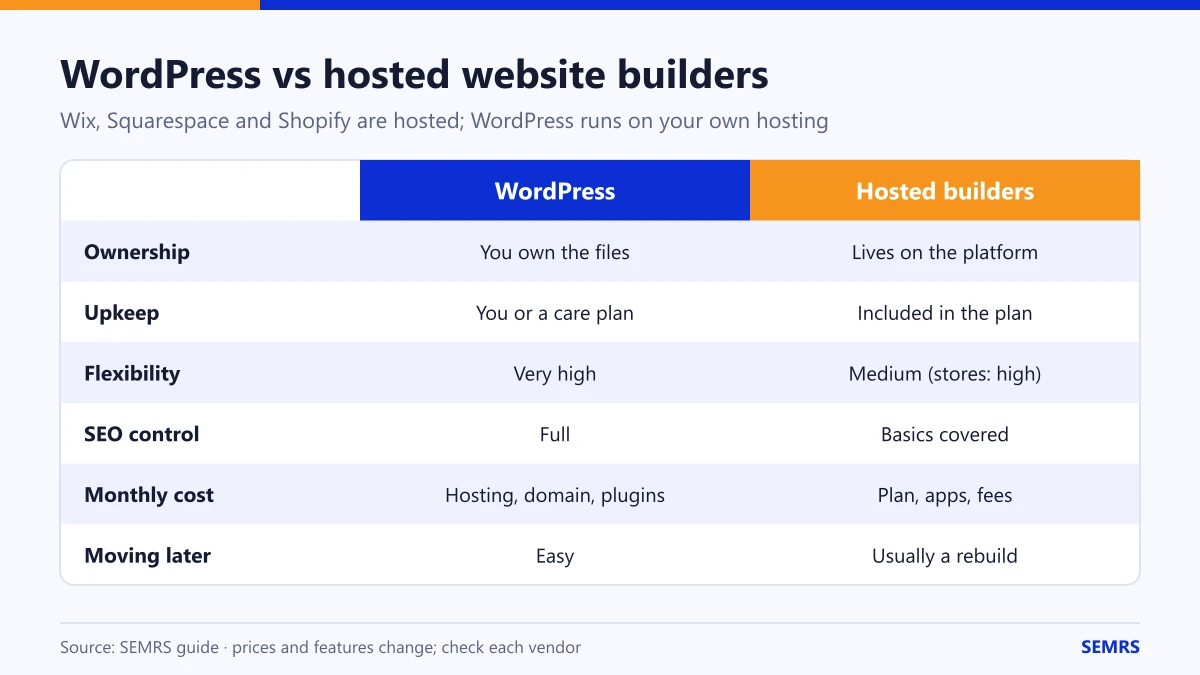 WordPress vs hosted website builders
Wix, Squarespace and Shopify are hosted; WordPress runs on your own hosting
WordPress Hosted builders
Ownership You own the files Lives on the platform
Upkeep You or a care plan Included in the plan
Flexibility Very high Medium (stores: high)
SEO control Full Basics covered
Monthly cost Hosting, domain, plugins Plan, apps, fees
Moving later Easy Usually a rebuild
Source: SEMRS guide · prices and features change; check each vendor SEMRS